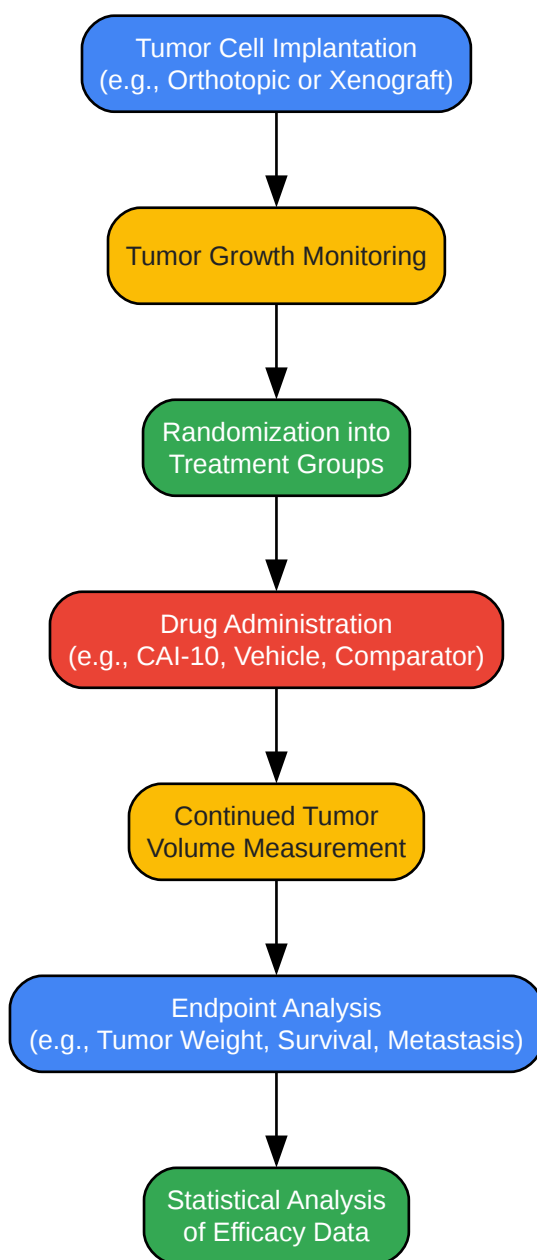 Tumor Cell Implantation
(e.g., Orthotopic or Xenograft)
Tumor Growth Monitoring
Randomization into
Treatment Groups
Drug Administration
(e.g., CAI-10, Vehicle, Comparator)
Continued Tumor
Volume Measurement
Endpoint Analysis
(e.g., Tumor Weight, Survival, Metastasis)
Statistical Analysis
of Efficacy Data